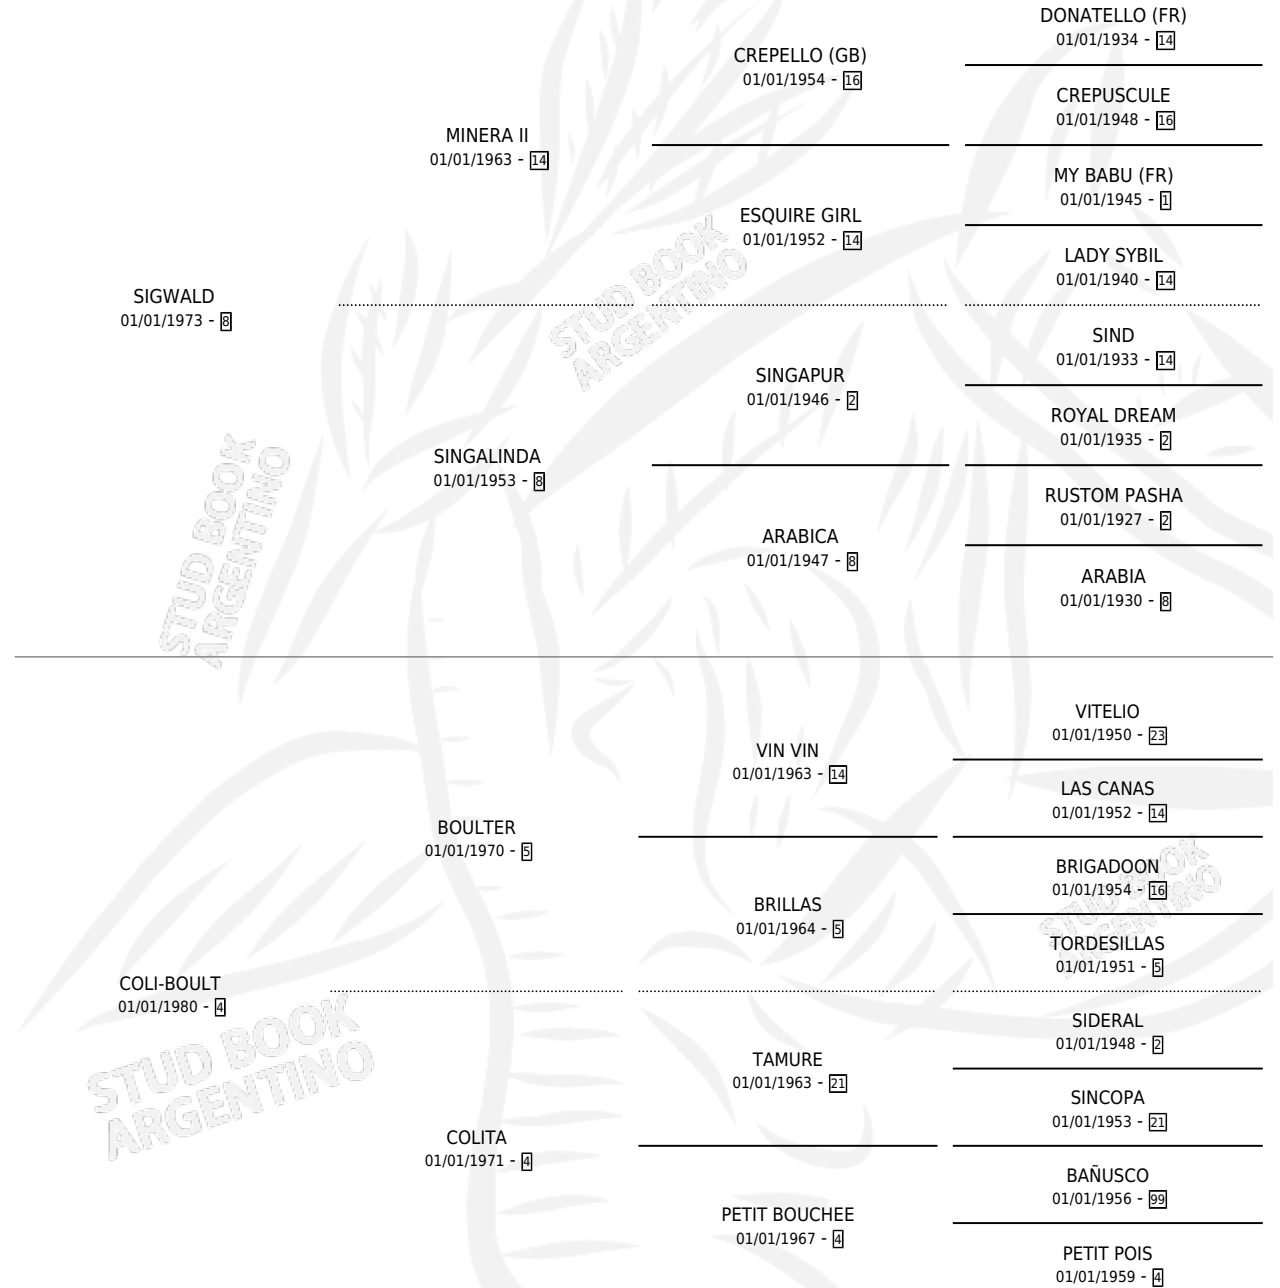 DONATELLO (FR)
01/01/1934 - 14
CREPELLO (GB)
01/01/1954 - 16
CREPUSCULE
01/01/1948 - 16
MINERA II
01/01/1963 - 14
MY BABU (FR)
01/01/1945 - 1
ESQUIRE GIRL
01/01/1952 - 14
LADY SYBIL
01/01/1940 - 14
SIGWALD
01/01/1973 - 8
STUD BOOK
ARGENTINO
SIND
01/01/1933 - 14
SINGAPUR
01/01/1946 - 2
ROYAL DREAM
01/01/1935 - 2
SINGALINDA
01/01/1953 - 8
RUSTOM PASHA
01/01/1927 - 2
ARABICA
01/01/1947 - 8
ARABIA
01/01/1930 - 8
STUD BOOK
ARGENTINO
VITELIO
01/01/1950 - 23
VIN VIN
01/01/1963 - 14
LAS CANAS
01/01/1952 - 14
BOULTER
01/01/1970 - 5
BRIGADOON
01/01/1954 - 16
BRILLAS
01/01/1964 - 5
STUD BOOK
ARGENTINO
TORDESILLAS
01/01/1951 - 5
COLI-BOULT
01/01/1980 - 4
SIDERAL
01/01/1948 - 2
TAMURE
01/01/1963 - 21
STUD BOOK
ARGENTINO
SINCOPA
01/01/1953 - 21
COLITA
01/01/1971 - 4
BAÑUSCO
01/01/1956 - 99
PETIT BOUCHEE
01/01/1967 - 4
PETIT POIS
01/01/1959 - 4